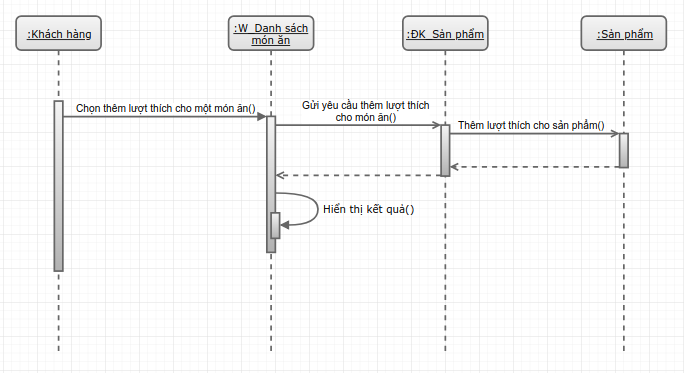 :Khách hàng
:W_Danh sách
món ăn
:ĐK_Sản phẩm
:Sản phẩm
Chọn thêm lượt thích cho một món ăn()
Gửi yêu cầu thêm lượt thích
cho món ăn()
Thêm lượt thích cho sản phẩm()
Hiển thị kết quả()